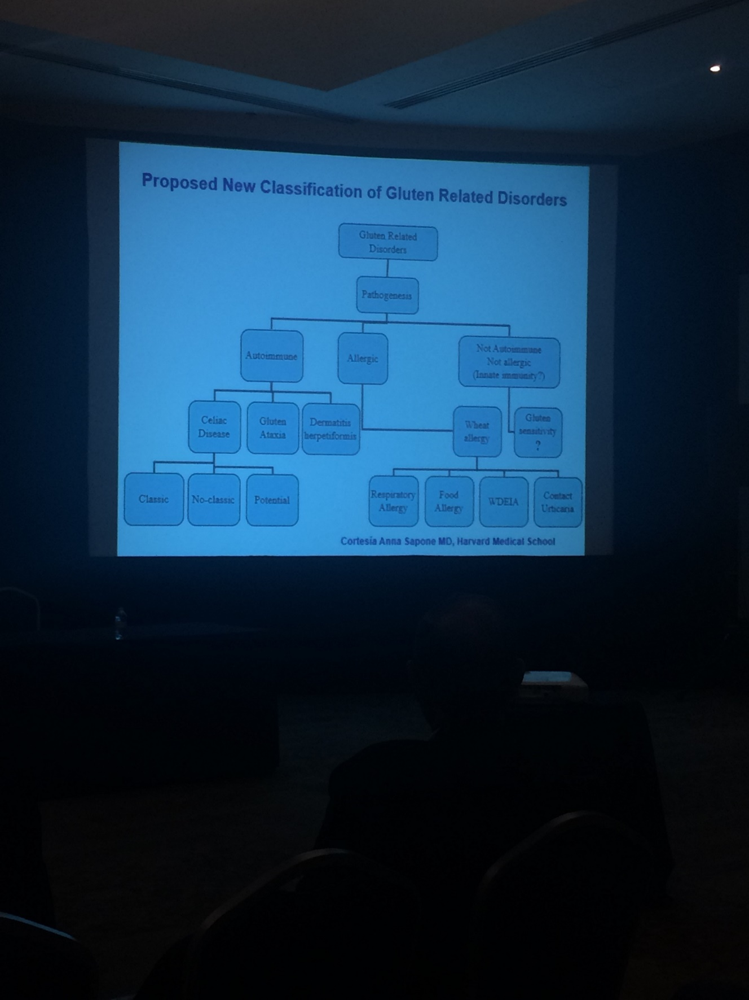 Proposed New Classification of Gluten Related Disorders
Gluten Related
Disorders
Pathogenesis
Autoimmune
Allergic
Not Autoimmune
Not allergic
(Innate immunity?)
Celiac
Disease
Gluten
Ataxia
Dermatitis
herpetiformis
Wheat
allergy
Gluten
sensitivity
?
Classic
No-classic
Potential
Respiratory
Allergy
Food
Allergy
WDEIA
Contact
Urticaria
Cortesía Anna Sapone MD, Harvard Medical School